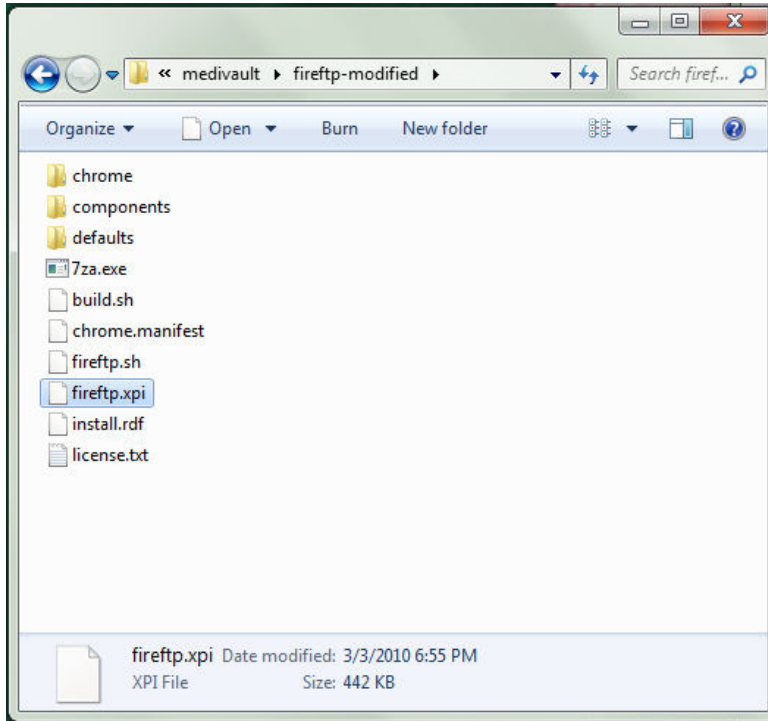 « medivault fireftp-modified Search firef...
Organize Open Burn New folder
chrome
components
defaults
7za.exe
build.sh
chrome.manifest
fireftp.sh
fireftp.xpi
install.rdf
license.txt
fireftp.xpi Date modified: 3/3/2010 6:55 PM
XPI File Size: 442 KB